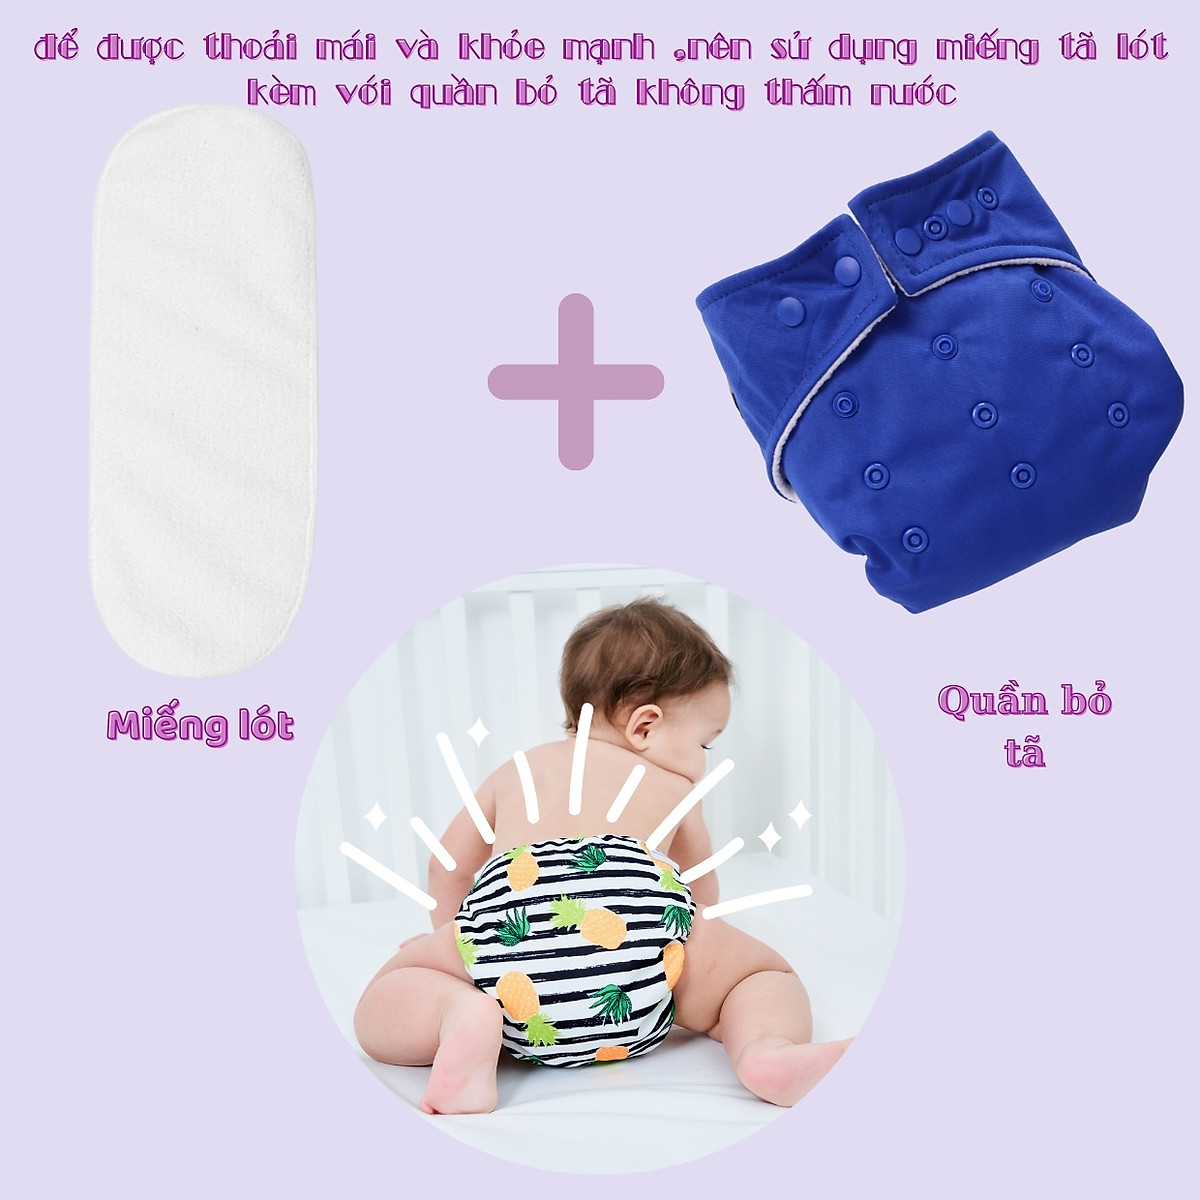 để được thoải mái và khỏe mạnh ,nên sử dụng miếng tã lót
kèm với quần bỏ tã không thấm nước
Miếng lót
Quần bỏ
tã